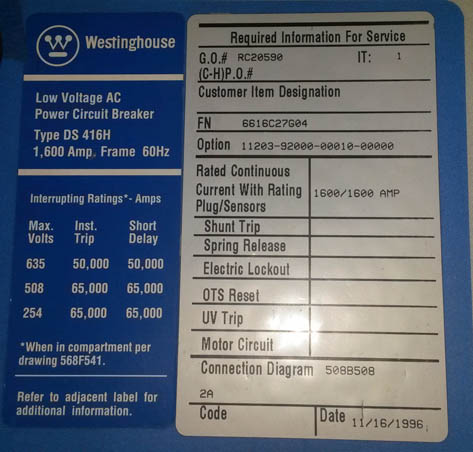 Westinghouse
Low Voltage AC
Power Circuit Breaker
Type DS 416H
1,600 Amp. Frame 60Hz
Interrupting Ratings*- Amps
Max. Inst. Short
Volts Trip Delay
635 50,000 50,000
508 65,000 65,000
254 65,000 65,000
*When in compartment per
drawing 568F541.
Refer to adjacent label for
additional information.
Required Information For Service
G.O.# RC20590 IT: 1
(C-H)P.O.#
Customer Item Designation
FN 6616C27G04
Option 11203-92000-00010-00000
Rated Continuous
Current With Rating 1600/1600 AMP
Plug/Sensors
Shunt Trip
Spring Release
Electric Lockout
OTS Reset
UV Trip
Motor Circuit
Connection Diagram 508B508
2A
Code Date 11/16/1996